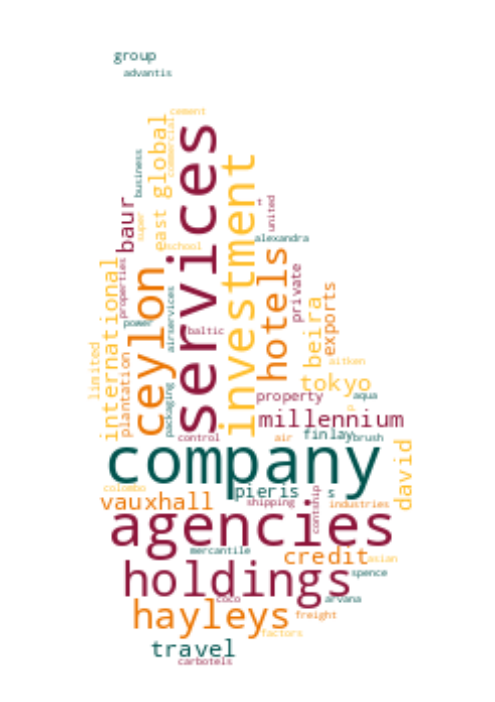 group
advantis
cement
commercial
services
east global
business
investment
baur
super
t
united
school
alexandra
ceylon
hotels
private
properties
international
airservices
power
baltic
beira
exports
limited
plantation
packaging
aitken
tokyo
property
aqua
p
millennium
control
air
finlay
brush
company
david
colombo
pieris
s
vauxhall
shipping
contship
industries
agencies
mercantile
credit
asian
holdings
spence
coco
arvana
hayleys
freight
factors
travel
carbotels